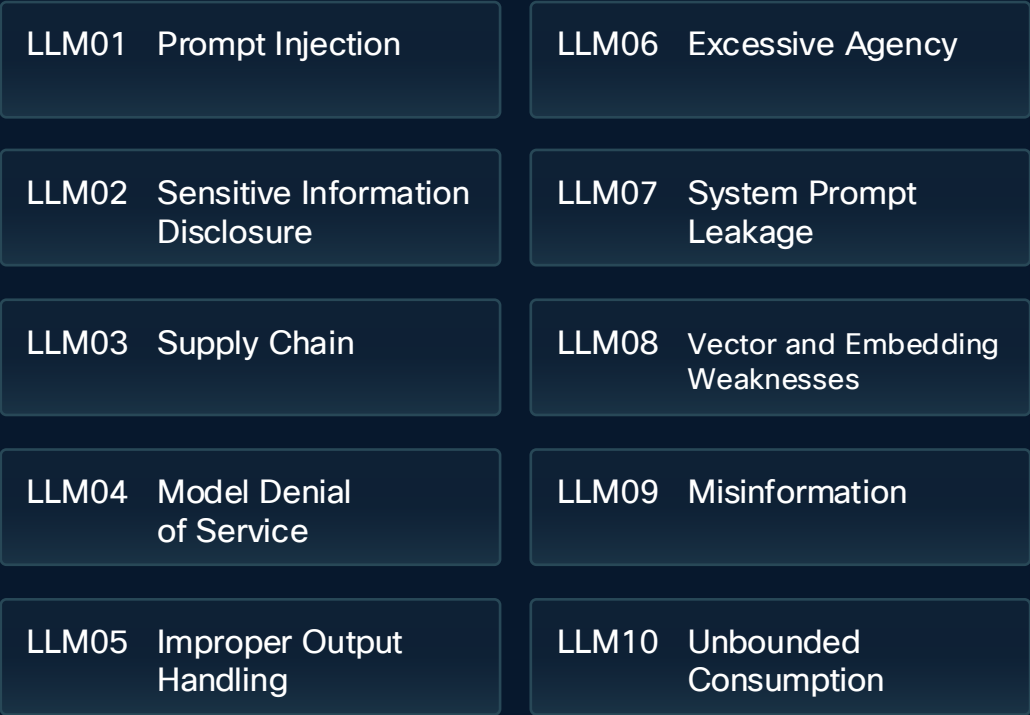 LLM01 Prompt Injection
LLM02 Sensitive Information
Disclosure
LLM03 Supply Chain
LLM04 Model Denial
of Service
LLM05 Improper Output
Handling
LLM06 Excessive Agency
LLM07 System Prompt
Leakage
LLM08 Vector and Embedding
Weaknesses
LLM09 Misinformation
LLM10 Unbounded
Consumption